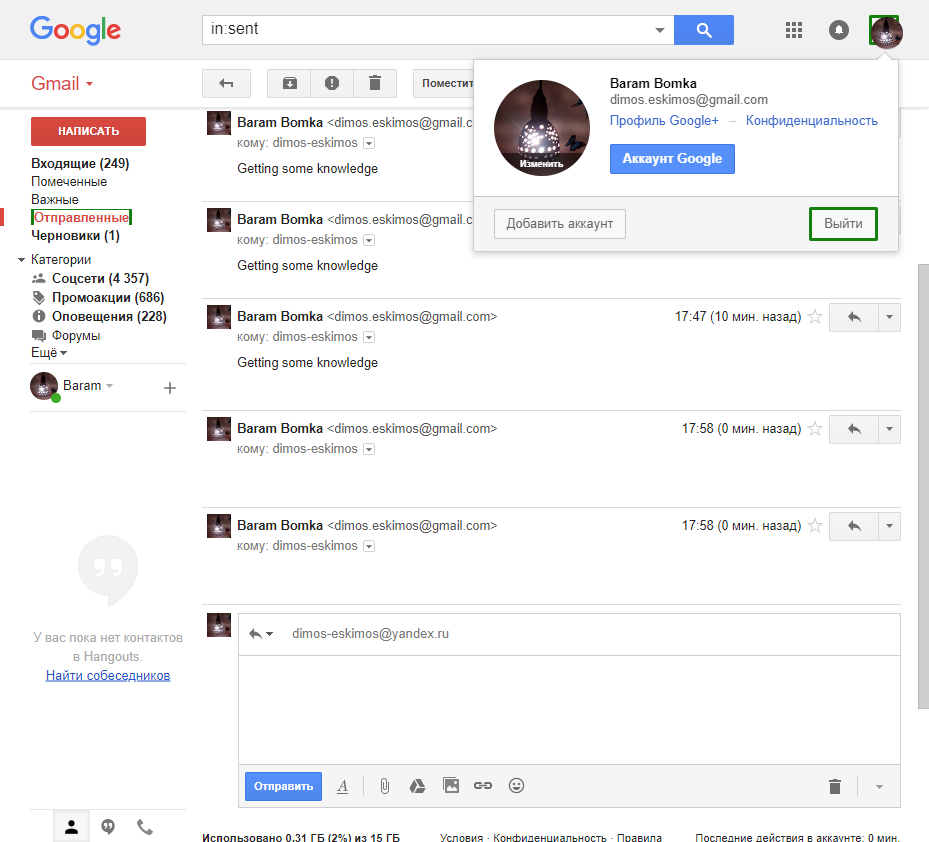 Google
in:sent
Gmail
Поместит
Baram Bomka
dimos.eskimos@gmail.com
Профиль Google+ – Конфиденциальность
Изменить
Аккаунт Google
Добавить аккаунт
Выйти
НАПИСАТЬ
Входящие (249)
Помеченные
Важные
Отправленные
Черновики (1)
Категории
Соцсети (4 357)
Промоакции (686)
Оповещения (228)
Форумы
Ещё
Baram
У вас пока нет контактов
в Hangouts.
Найти собеседников
Baram Bomka <dimos.eskimos@gmail.c
кому: dimos-eskimos
Getting some knowledge
Baram Bomka <dimos.eskimos@gmail.c
кому: dimos-eskimos
Getting some knowledge
Baram Bomka <dimos.eskimos@gmail.com> 17:47 (10 мин. назад)
кому: dimos-eskimos
Getting some knowledge
Baram Bomka <dimos.eskimos@gmail.com> 17:58 (0 мин. назад)
кому: dimos-eskimos
Baram Bomka <dimos.eskimos@gmail.com> 17:58 (0 мин. назад)
кому: dimos-eskimos
dimos-eskimos@yandex.ru
Отправить A
Использовано 0,31 ГБ (2%) из 15 ГБ Условия · Конфиденциальность · Правила Последние действия в аккаунте: 0 мин.